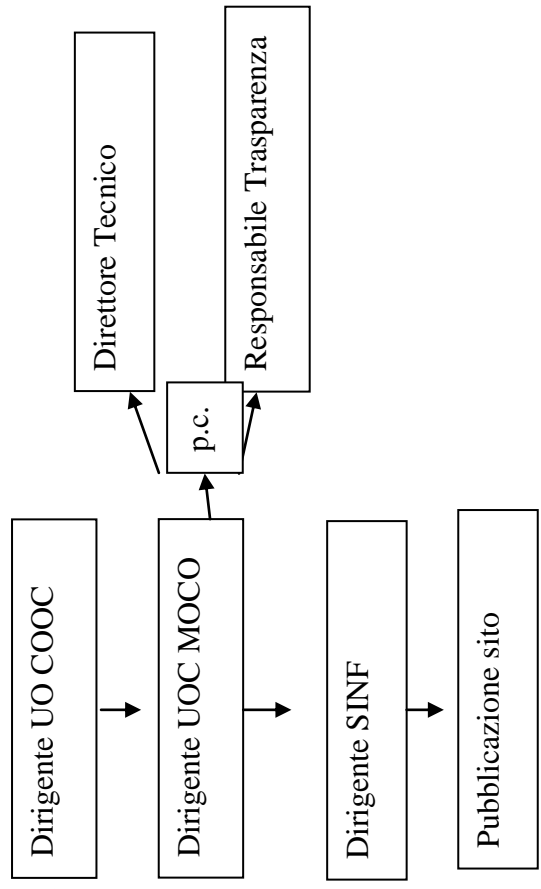 Dirigente UO COOC
Dirigente UOC MOCO
p.c.
Direttore Tecnico
Responsabile Trasparenza
Dirigente SINF
Pubblicazione sito